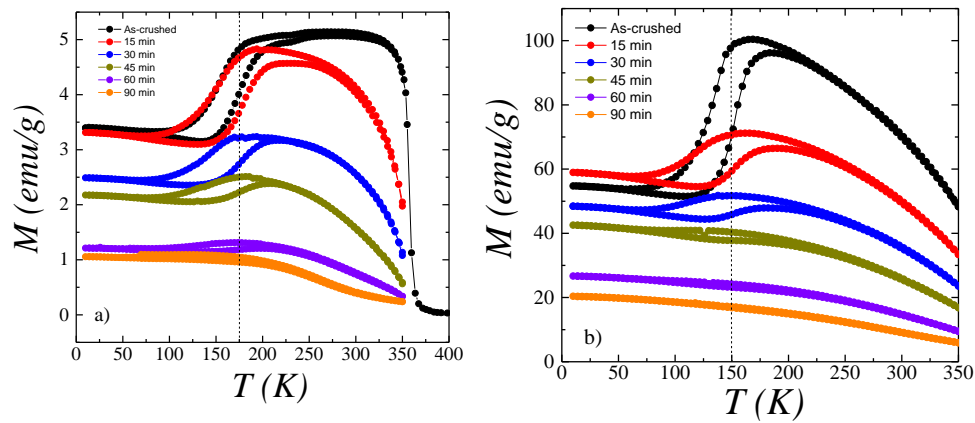 As-crushed
15 min
30 min
45 min
60 min
90 min
5
4
3
2
1
0
M (emu/g)
a)
0 50 100 150 200 250 300 350 400
T (K)
As-crushed
15 min
30 min
45 min
60 min
90 min
100
80
60
40
20
0
M (emu/g)
b)
0 50 100 150 200 250 300 350
T (K)